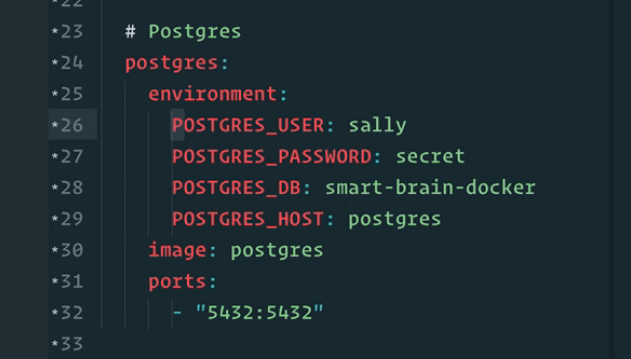 *23 # Postgres
*24 postgres:
*25 environment:
*26 POSTGRES_USER: sally
*27 POSTGRES_PASSWORD: secret
*28 POSTGRES_DB: smart-brain-docker
*29 POSTGRES_HOST: postgres
*30 image: postgres
*31 ports:
*32 - "5432:5432"
*33